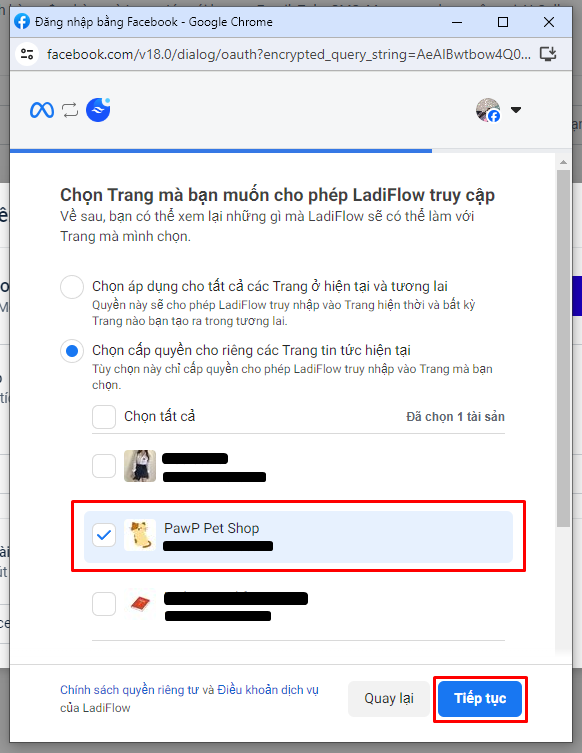 Đăng nhập bằng Facebook - Google Chrome
facebook.com/v18.0/dialog/oauth?encrypted_query_string=AeAIBwtbow4Q0...
Chọn Trang mà bạn muốn cho phép LadiFlow truy cập
Về sau, bạn có thể xem lại những gì mà LadiFlow sẽ có thể làm với
Trang mà mình chọn.
Chọn áp dụng cho tất cả các Trang ở hiện tại và tương lai
Quyền này sẽ cho phép LadiFlow truy nhập vào Trang hiện thời và bất kỳ
Trang nào bạn tạo ra trong tương lai.
Chọn cấp quyền cho riêng các Trang tin tức hiện tại
Tùy chọn này chỉ cấp quyền cho phép LadiFlow truy nhập vào Trang mà bạn
chọn.
Chọn tất cả
Đã chọn 1 tài sản
PawP Pet Shop
Chính sách quyền riêng tư và Điều khoản dịch vụ
của LadiFlow
Quay lại
Tiếp tục